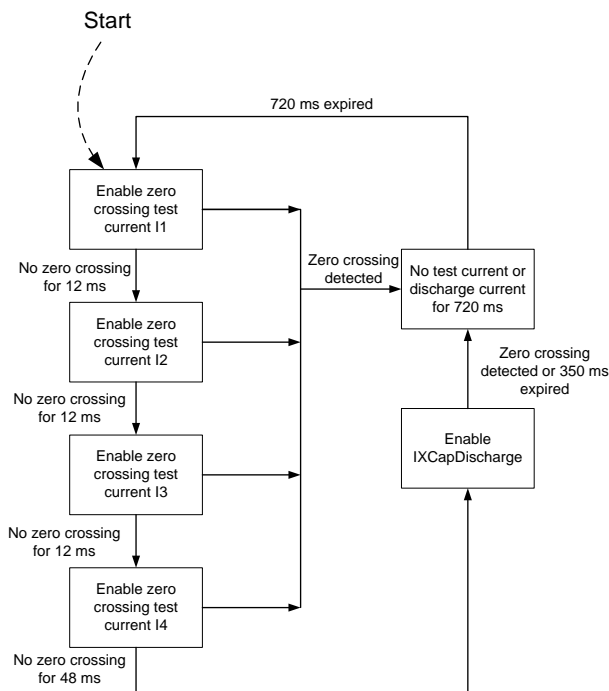 Start
720 ms expired
Enable zero
crossing test
current I1
No zero crossing
for 12 ms
Zero crossing
detected
No test current or
discharge current
for 720 ms
Enable zero
crossing test
current I2
Zero crossing
detected or 350 ms
expired
No zero crossing
for 12 ms
Enable
IXCapDischarge
Enable zero
crossing test
current I3
No zero crossing
for 12 ms
Enable zero
crossing test
current I4
No zero crossing
for 48 ms